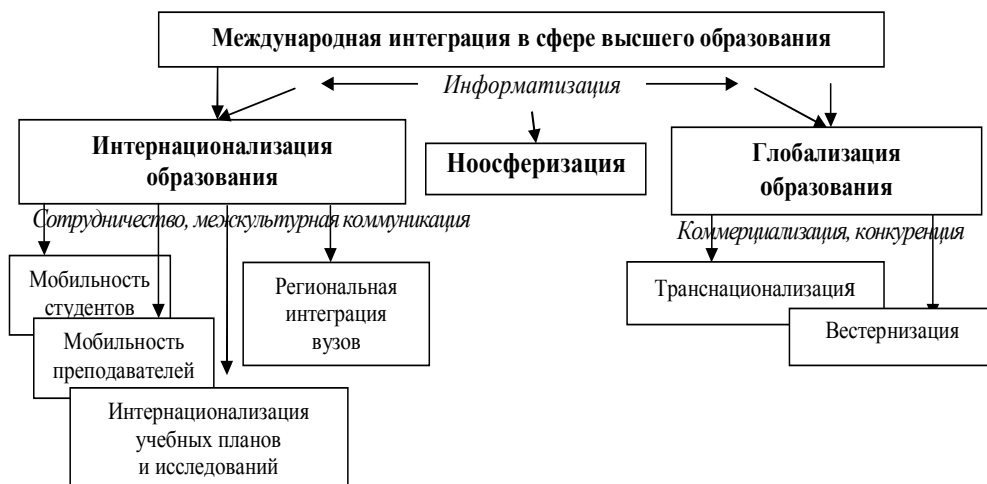 Международная интеграция в сфере высшего образования
Информатизация
Интернационализация
образования
Ноосферизация
Глобализация
образования
Сотрудничество, межкультурная коммуникация
Коммерциализация, конкуренция
Мобильность
студентов
Мобильность
преподавателей
Интернационализация
учебных планов
и исследований
Региональная
интеграция
вузов
Транснационализация
Вестернизация